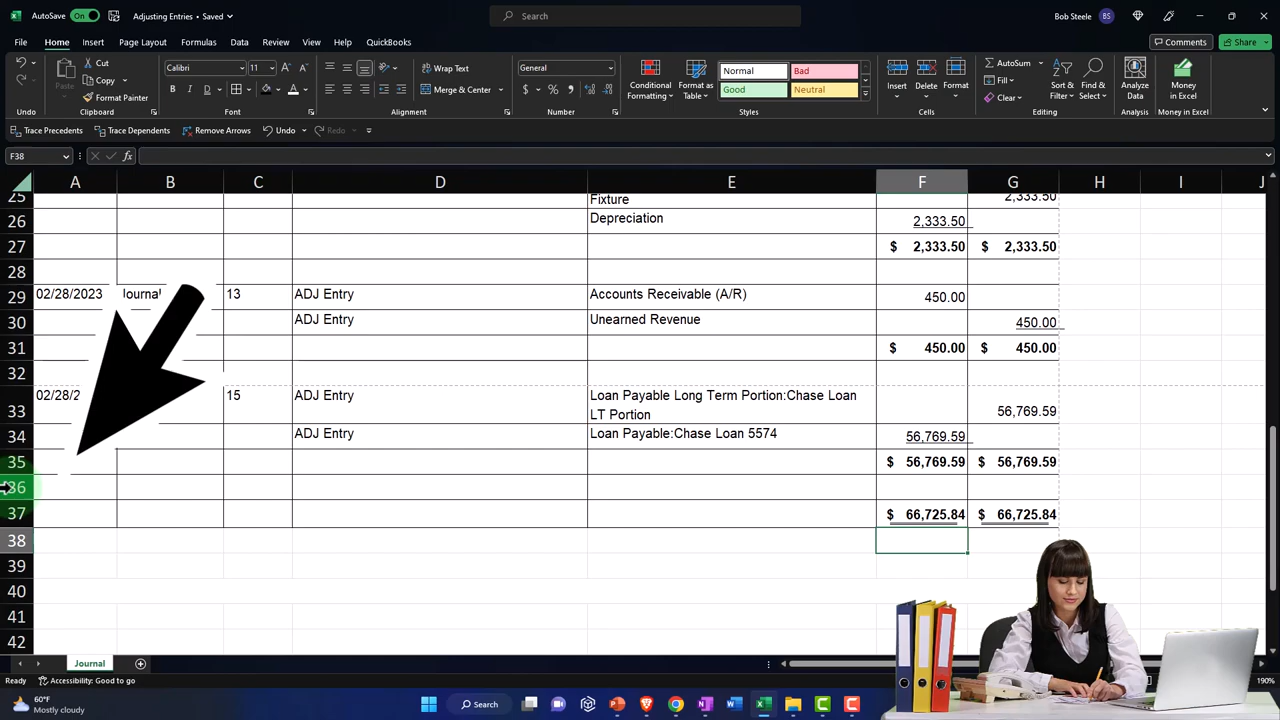 AutoSave On Adjusting Entries • Saved Search Bob Steele BS
File Home Insert Page Layout Formulas Data Review View Help QuickBooks Comments Share
Cut
Copy
Format Painter
Paste
Calibri 11
B I U
Wrap Text
Merge & Center
General
$ % ,
Conditional Formatting
Format as Table
Normal Bad
Good Neutral
Insert Delete Format
AutoSum
Fill
Clear
Sort & Filter
Find & Select
Analyze Data
Money in Excel
Undo Clipboard Font Alignment Number Styles Cells Editing Analysis Money in Excel
Trace Precedents Trace Dependents Remove Arrows Undo Redo
F38 fx
A B C D E F G H I J
25 Fixture 2,333.50
26 Depreciation 2,333.50
27 $ 2,333.50 $ 2,333.50
28
29 02/28/2023 Journal 13 ADJ Entry Accounts Receivable (A/R) 450.00
30 ADJ Entry Unearned Revenue 450.00
31 $ 450.00 $ 450.00
32
02/28/2 15 ADJ Entry Loan Payable Long Term Portion:Chase Loan
33 LT Portion 56,769.59
34 ADJ Entry Loan Payable:Chase Loan 5574 56,769.59
35 $ 56,769.59 $ 56,769.59
36
37 $ 66,725.84 $ 66,725.84
38
39
40
41
42
Journal
Ready Accessibility: Good to go 190%
60°F
Mostly cloudy
Search